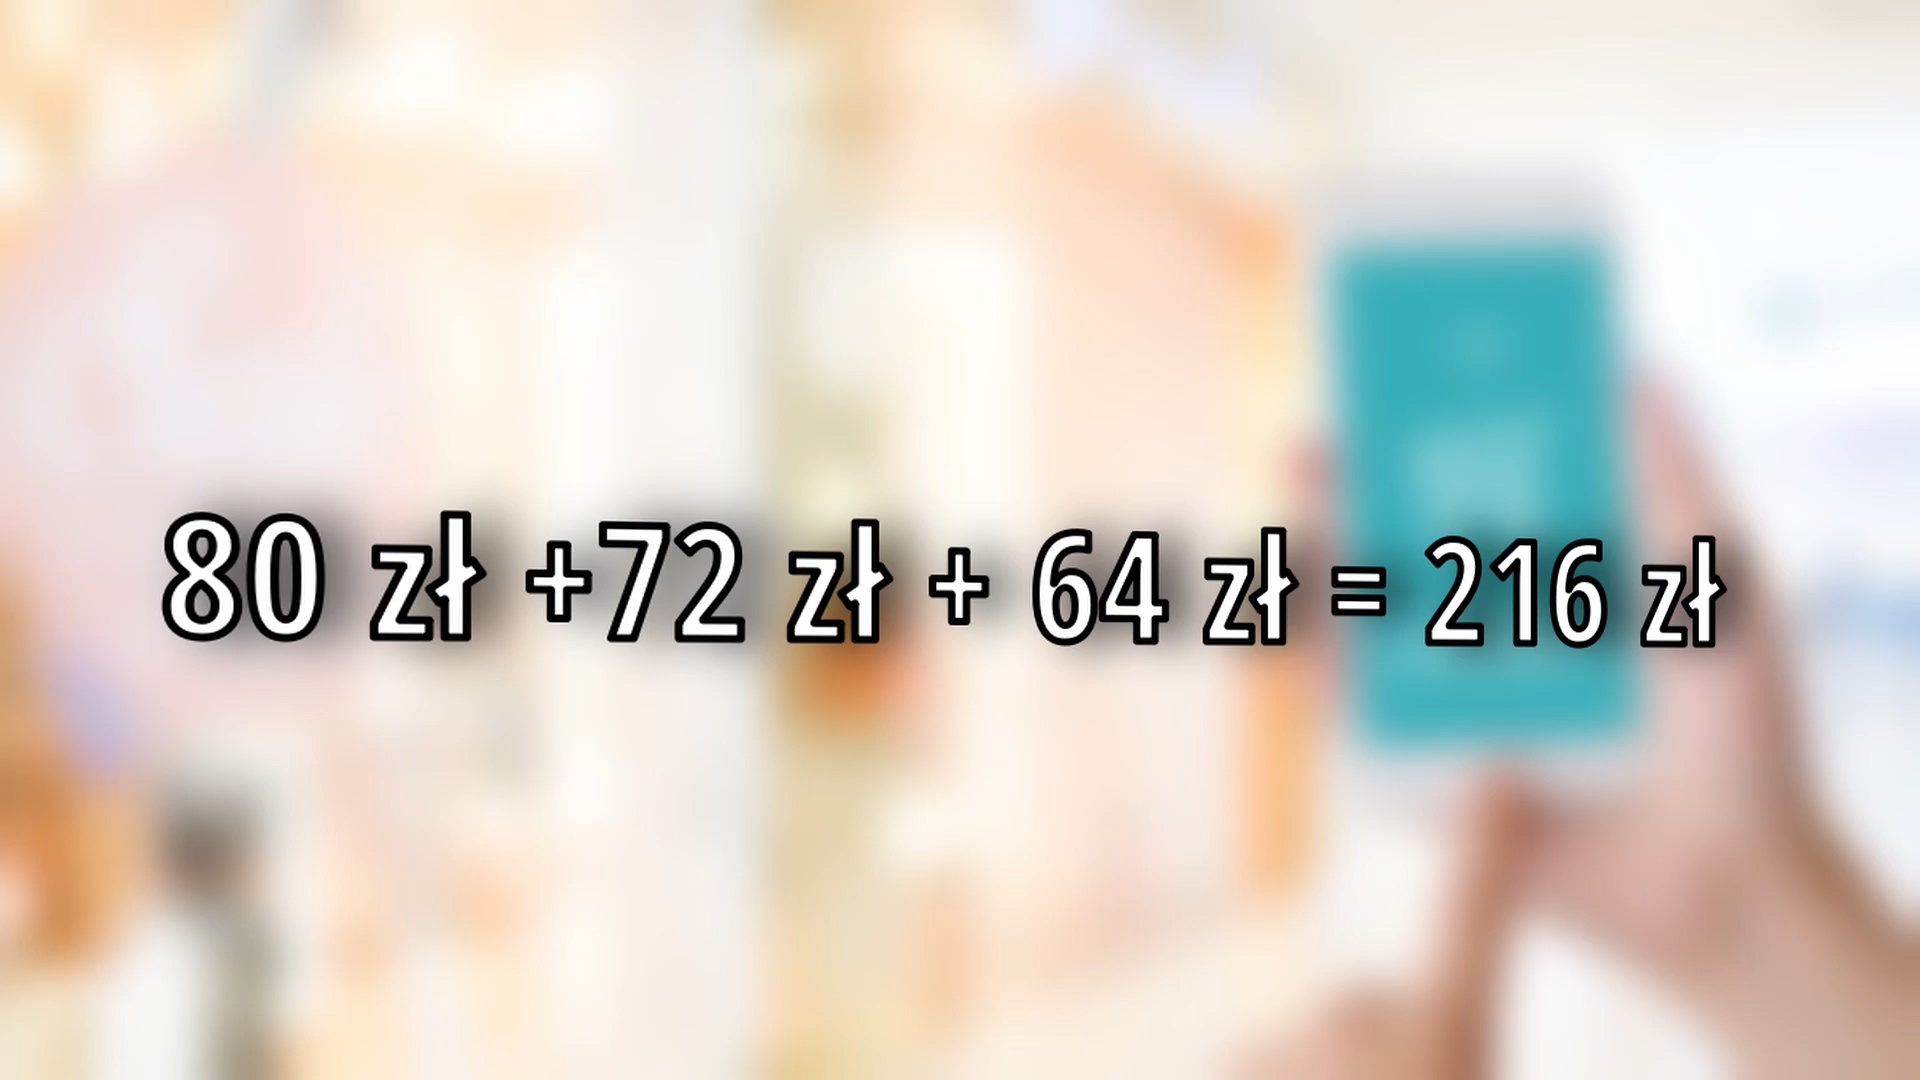 80 zł +72 zł + 64 zł = 216 zł